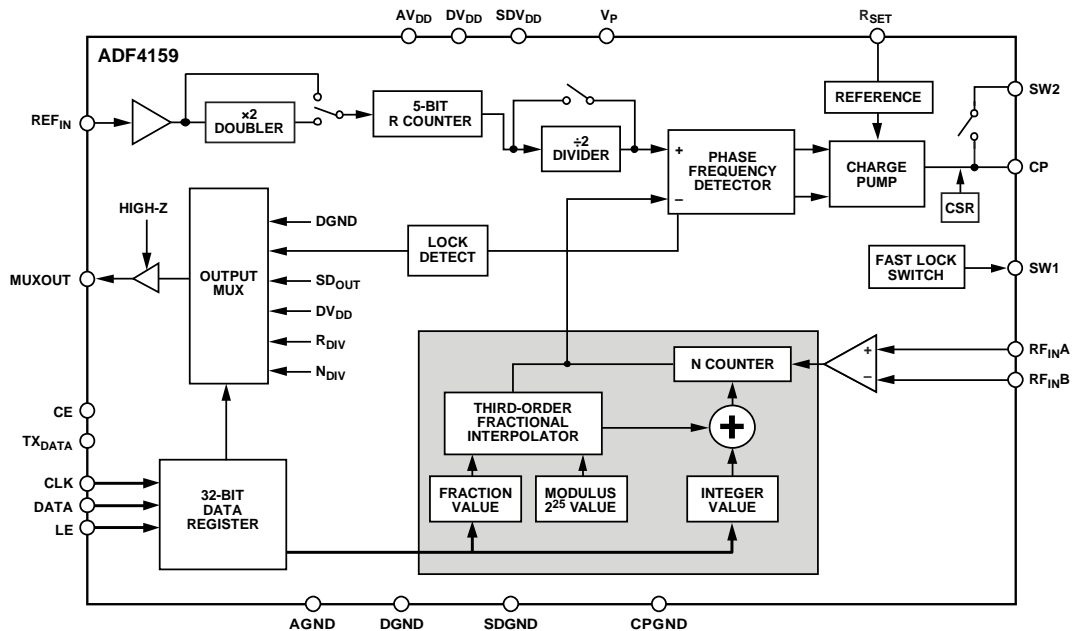 AVDD DVDD SDVDD VP RSET
ADF4159
REFIN
×2
DOUBLER
5-BIT
R COUNTER
÷2
DIVIDER
+
–
PHASE
FREQUENCY
DETECTOR
REFERENCE
CHARGE
PUMP
SW2
CP
CSR
HIGH-Z
MUXOUT
OUTPUT
MUX
DGND
LOCK
DETECT
SDOUT
DVDD
RDIV
NDIV
FAST LOCK
SWITCH
SW1
N COUNTER
+
–
RFINA
RFINB
THIRD-ORDER
FRACTIONAL
INTERPOLATOR
+
FRACTION
VALUE
MODULUS
2²⁵ VALUE
INTEGER
VALUE
CE
TXDATA
CLK
DATA
LE
32-BIT
DATA
REGISTER
AGND DGND SDGND CPGND